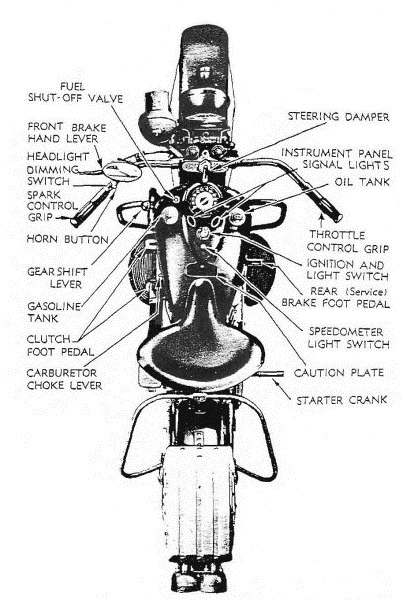 FUEL
SHUT-OFF VALVE
FRONT BRAKE
HAND LEVER
HEADLIGHT
DIMMING
SWITCH
SPARK
CONTROL
GRIP
HORN BUTTON
GEARSHIFT
LEVER
GASOLINE
TANK
CLUTCH
FOOT PEDAL
CARBURETOR
CHOKE LEVER
STEERING DAMPER
INSTRUMENT PANEL
SIGNAL LIGHTS
OIL TANK
THROTTLE
CONTROL GRIP
IGNITION AND
LIGHT SWITCH
REAR (Service)
BRAKE FOOT PEDAL
SPEEDOMETER
LIGHT SWITCH
CAUTION PLATE
STARTER CRANK